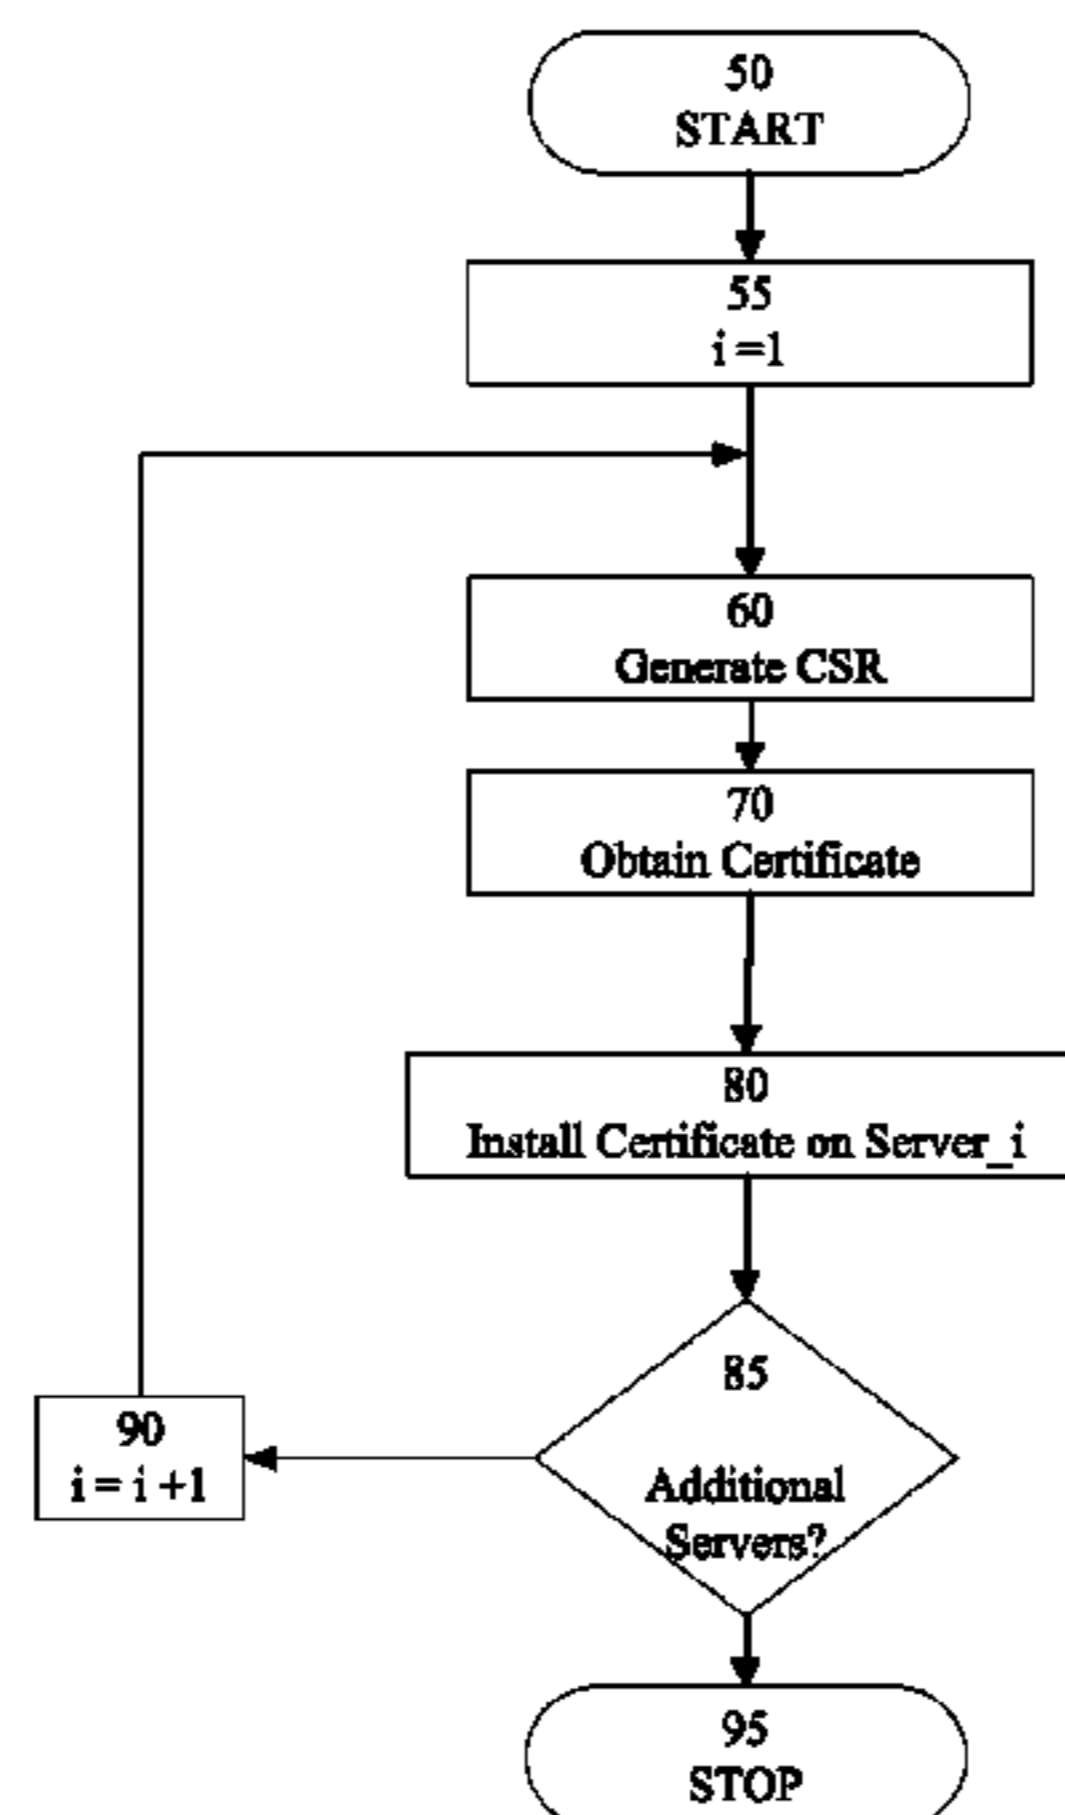 50
START
55
i =1
60
Generate CSR
70
Obtain Certificate
80
Install Certificate on Server_i
85
Additional
Servers?
90
i = i +1
95
STOP